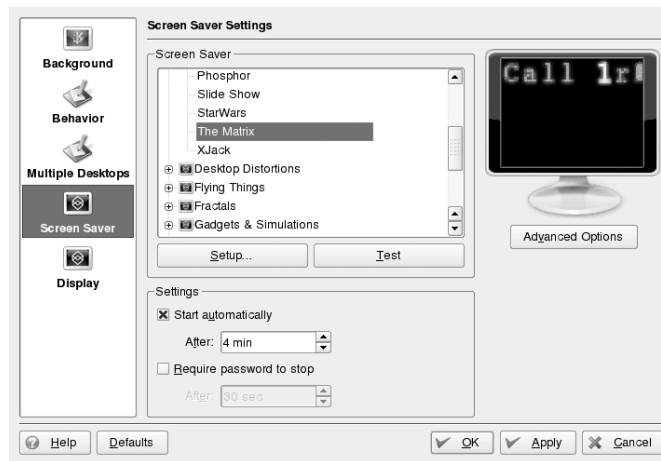 Screen Saver Settings
Background
Behavior
Multiple Desktops
Screen Saver
Display
Screen Saver
Phosphor
Slide Show
StarWars
The Matrix
XJack
Desktop Distortions
Flying Things
Fractals
Gadgets & Simulations
Setup...
Test
Call 1r
Advanced Options
Settings
Start automatically
After: 4 min
Require password to stop
After: 30 sec
Help
Defaults
OK
Apply
Cancel